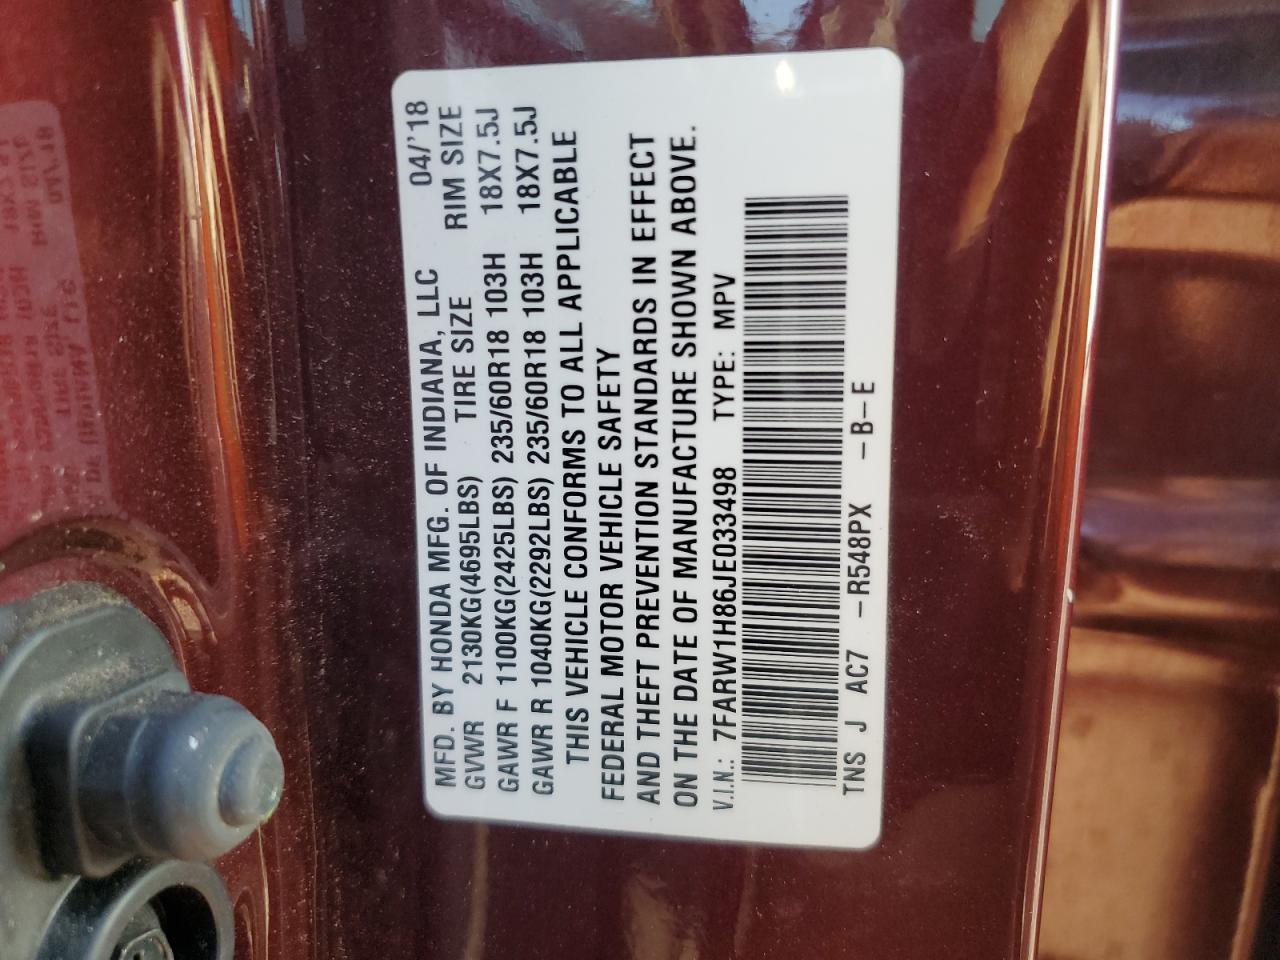 MFD. BY HONDA MFG. OF INDIANA, LLC 04/'18
GVWR 2130KG(4695LBS) TIRE SIZE RIM SIZE
GAWR F 1100KG(2425LBS) 235/60R18 103H 18X7.5J
GAWR R 1040KG(2292LBS) 235/60R18 103H 18X7.5J
THIS VEHICLE CONFORMS TO ALL APPLICABLE
FEDERAL MOTOR VEHICLE SAFETY
AND THEFT PREVENTION STANDARDS IN EFFECT
ON THE DATE OF MANUFACTURE SHOWN ABOVE.
V.I.N.: 7FARW1H86JE033498 TYPE: MPV
TNS J AC7 -R548PX -B-E